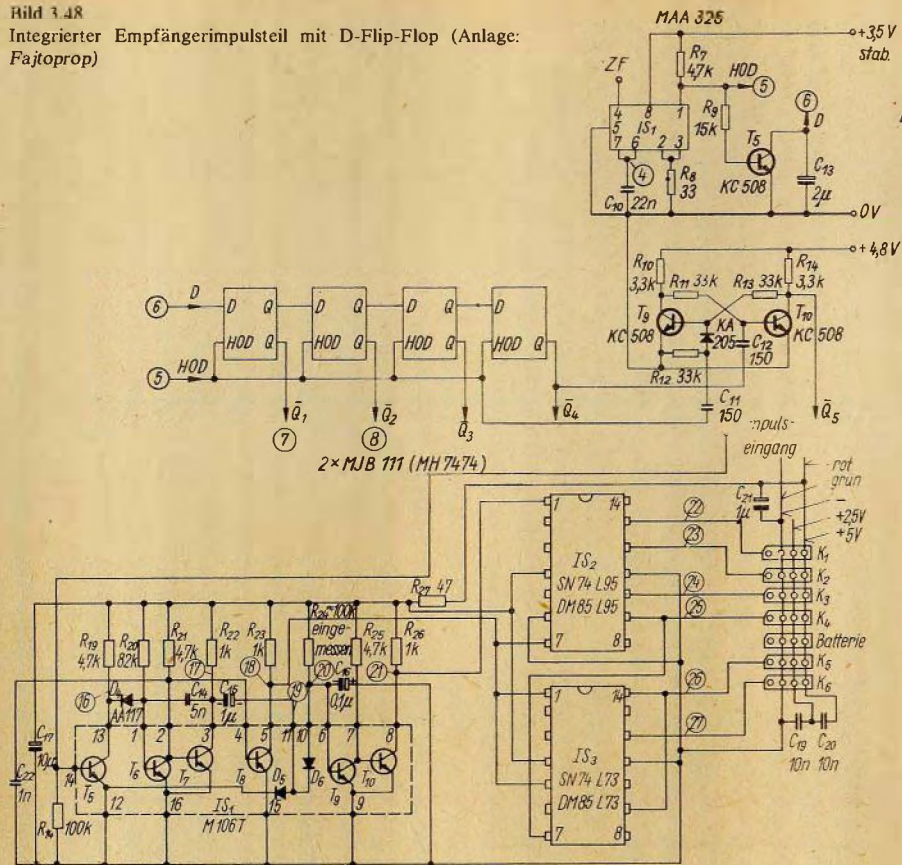 Bild 3.48
Integrierter Empfängerimpulsteil mit D-Flip-Flop (Anlage:
Fajtoprop)
MAA 325
+3,5V
stab.
ZF
R7
4,7k
HOD
5
6
D
4 8 1
5 IS1
7 6 2 3
R9
15k
T5
KC 508
C13
2μ
4
C10
22n
R8
33
0V
+4,8V
R10
3,3k
R11 33k
R13 33k
R14
3,3k
T9
KC 508
KA
205
T10
KC 508
C12
150
R12 33k
C11
150
6
D
D Q
D Q
D Q
D Q
HOD
HOD
HOD
HOD
5
HOD
Q̄1
Q̄2
Q3
Q̄4
Q̄5
7
8
2×MJB 111 (MH 7474)
npuls-
eingang
rot
grün
−
+2,5V
+5V
C21
1μ
1 14
22
23
IS2
SN 74 L95
DM85 L95
24
25
7 8
K1
K2
K3
K4
Batterie
K5
K6
1 14
26
27
IS3
SN 74 L73
DM85 L73
7 8
C19
10n
C20
10n
R27 47
R19
4,7k
R20
82k
R21
4,7k
R22
1k
R23
1k
R24 ~100k
einge-
messen
R25
4,7k
R26
1k
16
17
18
19
20
21
D4
AA117
C14
5n
C15
1μ
C16
0,1μ
C17
10μ
C22
1n
13 1 2 3 4 5 11 10 6 7 8
14
T5
T6
T7
T8
D5
D6
T9
T10
12 16 15 9
IS1
M 106 T
100k